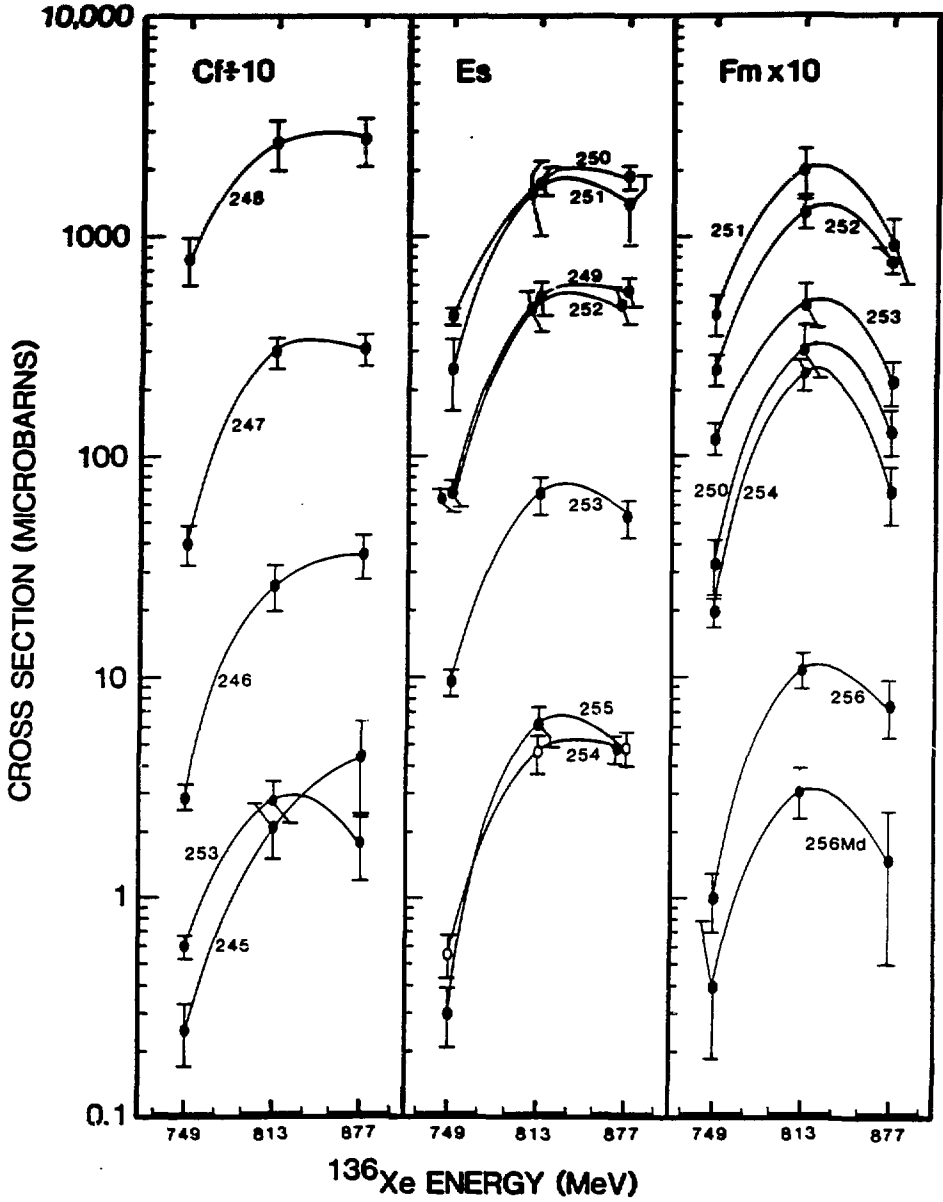 10,000
1000
100
10
1
0.1
CROSS SECTION (MICROBARNS)
Cf÷10
248
247
246
253
245
749 813 877
Es
250
251
249
252
253
255
254
749 813 877
Fm x10
251
252
253
250
254
256
256Md
749 813 877
136Xe ENERGY (MeV)